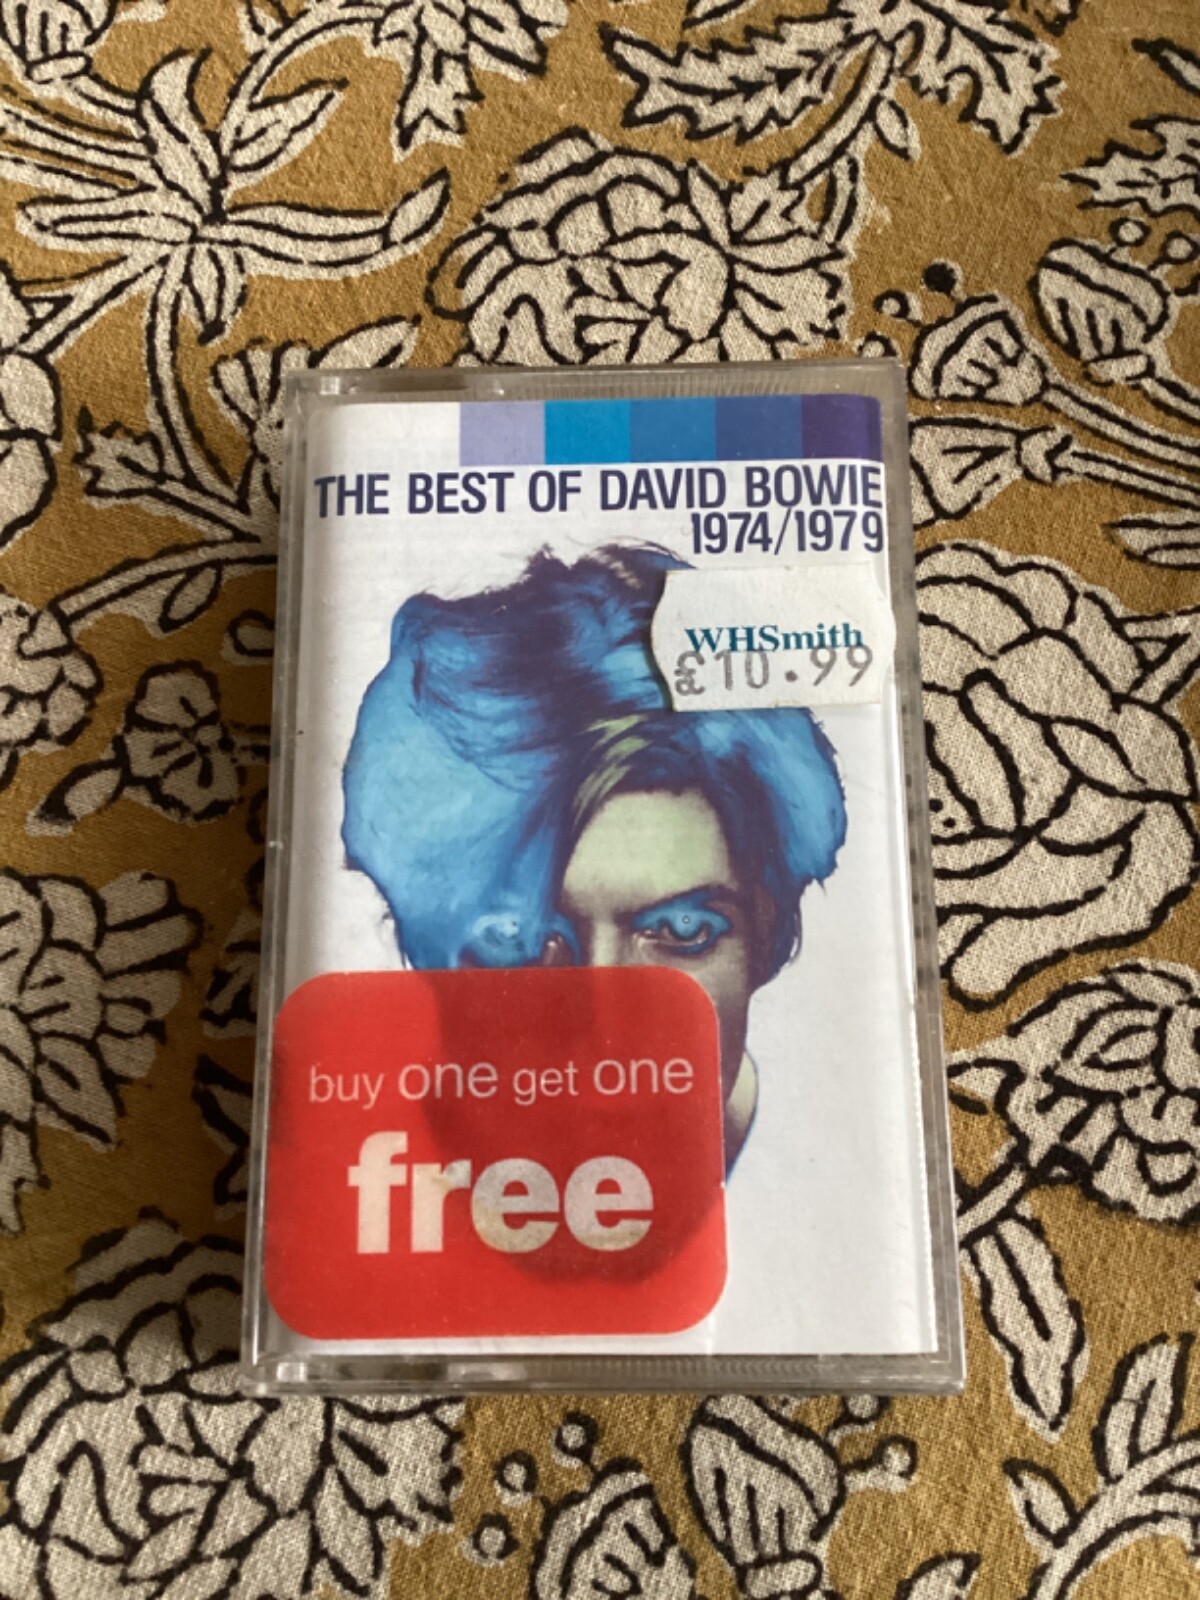 THE BEST OF DAVID BOWIE
1974/1979
WHSmith
£10.99
buy one get one
free